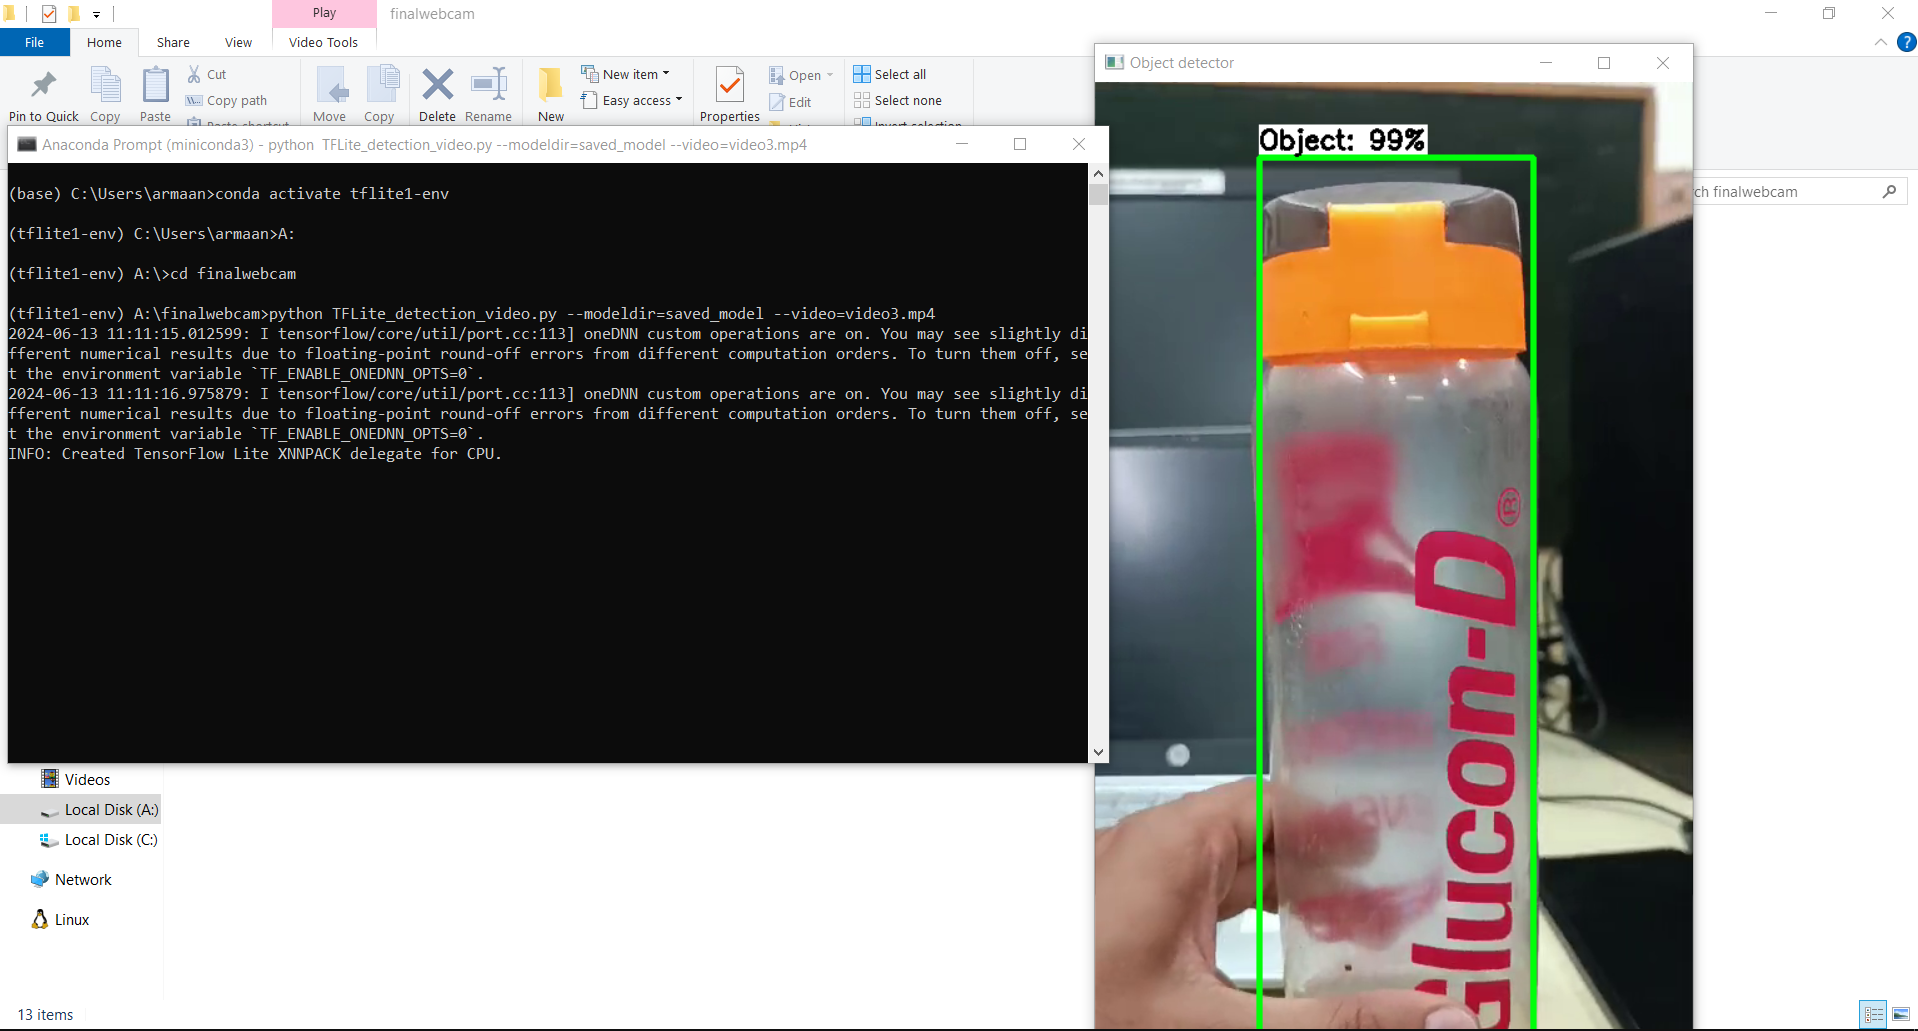 Play
finalwebcam
File
Home
Share
View
Video Tools
Pin to Quick
Copy
Paste
Cut
Copy path
Paste shortcut
Move
Copy
Delete
Rename
New
New item
Easy access
Properties
Open
Edit
Select all
Select none
Invert selection
Anaconda Prompt (miniconda3) - python  TFLite_detection_video.py --modeldir=saved_model --video=video3.mp4
(base) C:\Users\armaan>conda activate tflite1-env
(tflite1-env) C:\Users\armaan>A:
(tflite1-env) A:\>cd finalwebcam
(tflite1-env) A:\finalwebcam>python TFLite_detection_video.py --modeldir=saved_model --video=video3.mp4
2024-06-13 11:11:15.012599: I tensorflow/core/util/port.cc:113] oneDNN custom operations are on. You may see slightly di
fferent numerical results due to floating-point round-off errors from different computation orders. To turn them off, se
t the environment variable `TF_ENABLE_ONEDNN_OPTS=0`.
2024-06-13 11:11:16.975879: I tensorflow/core/util/port.cc:113] oneDNN custom operations are on. You may see slightly di
fferent numerical results due to floating-point round-off errors from different computation orders. To turn them off, se
t the environment variable `TF_ENABLE_ONEDNN_OPTS=0`.
INFO: Created TensorFlow Lite XNNPACK delegate for CPU.
Videos
Local Disk (A:)
Local Disk (C:)
Network
Linux
13 items
Object detector
Object: 99%
Glucon-D®
ch finalwebcam